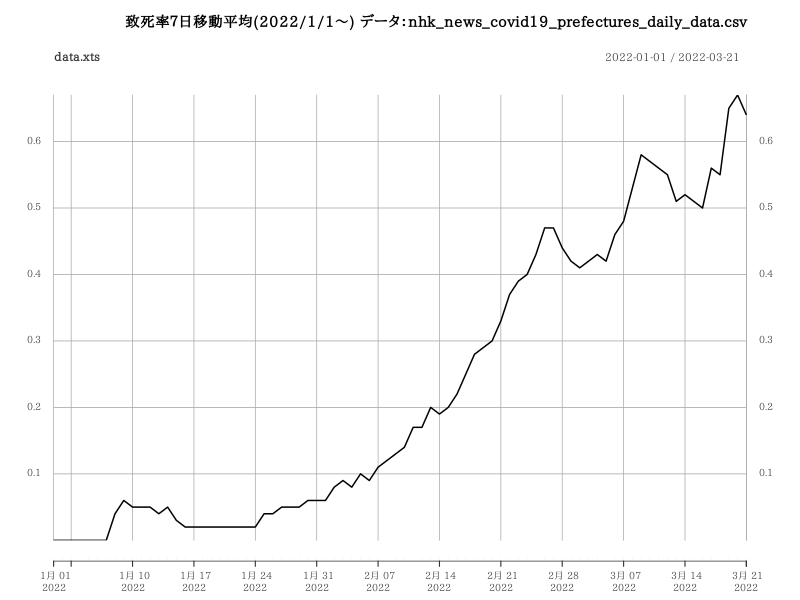 致死率7日移動平均(2022/1/1～) データ:nhk_news_covid19_prefectures_daily_data.csv
data.xts 2022-01-01 / 2022-03-21
0.6 0.6
0.5 0.5
0.4 0.4
0.3 0.3
0.2 0.2
0.1 0.1
1月 01 1月 10 1月 17 1月 24 1月 31 2月 07 2月 14 2月 21 2月 28 3月 07 3月 14 3月 21
2022 2022 2022 2022 2022 2022 2022 2022 2022 2022 2022 2022